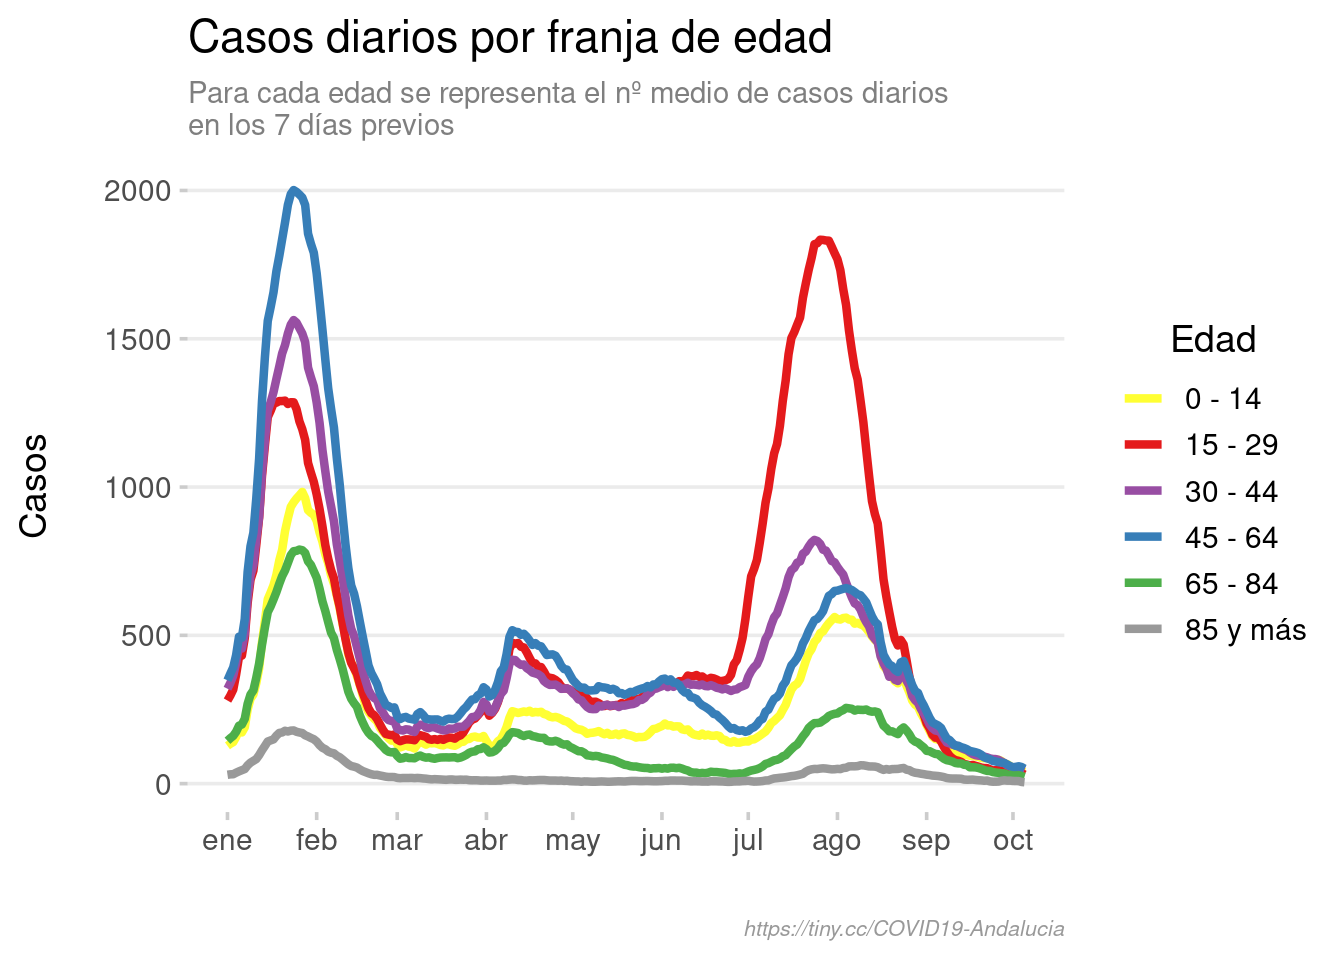 Casos diarios por franja de edad
Para cada edad se representa el nº medio de casos diarios
en los 7 días previos
Casos
2000
1500
1000
500
0
ene feb mar abr may jun jul ago sep oct
Edad
0 - 14
15 - 29
30 - 44
45 - 64
65 - 84
85 y más
https://tiny.cc/COVID19-Andalucia